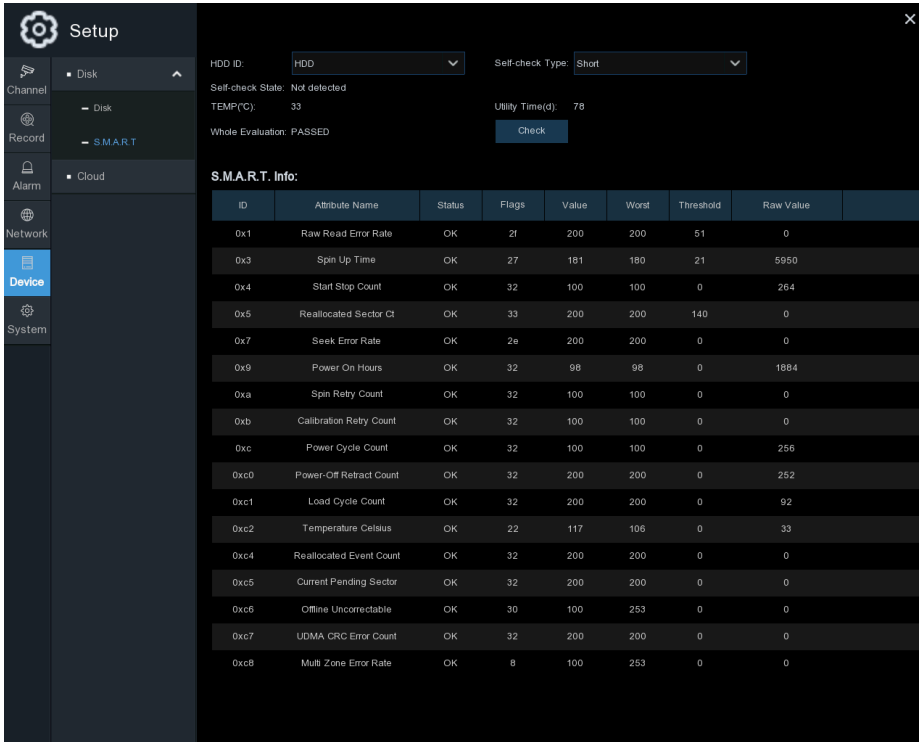 Setup
×
Channel
Record
Alarm
Network
Device
System
Disk
Disk
S.M.A.R.T
Cloud
HDD ID: HDD Self-check Type: Short
Self-check State: Not detected
TEMP(℃): 33 Utility Time(d): 78
Whole Evaluation: PASSED Check
S.M.A.R.T. Info:
ID Attribute Name Status Flags Value Worst Threshold Raw Value
0x1 Raw Read Error Rate OK 2f 200 200 51 0
0x3 Spin Up Time OK 27 181 180 21 5950
0x4 Start Stop Count OK 32 100 100 0 264
0x5 Reallocated Sector Ct OK 33 200 200 140 0
0x7 Seek Error Rate OK 2e 200 200 0 0
0x9 Power On Hours OK 32 98 98 0 1884
0xa Spin Retry Count OK 32 100 100 0 0
0xb Calibration Retry Count OK 32 100 100 0 0
0xc Power Cycle Count OK 32 100 100 0 256
0xc0 Power-Off Retract Count OK 32 200 200 0 252
0xc1 Load Cycle Count OK 32 200 200 0 92
0xc2 Temperature Celsius OK 22 117 106 0 33
0xc4 Reallocated Event Count OK 32 200 200 0 0
0xc5 Current Pending Sector OK 32 200 200 0 0
0xc6 Offline Uncorrectable OK 30 100 253 0 0
0xc7 UDMA CRC Error Count OK 32 200 200 0 0
0xc8 Multi Zone Error Rate OK 8 100 253 0 0